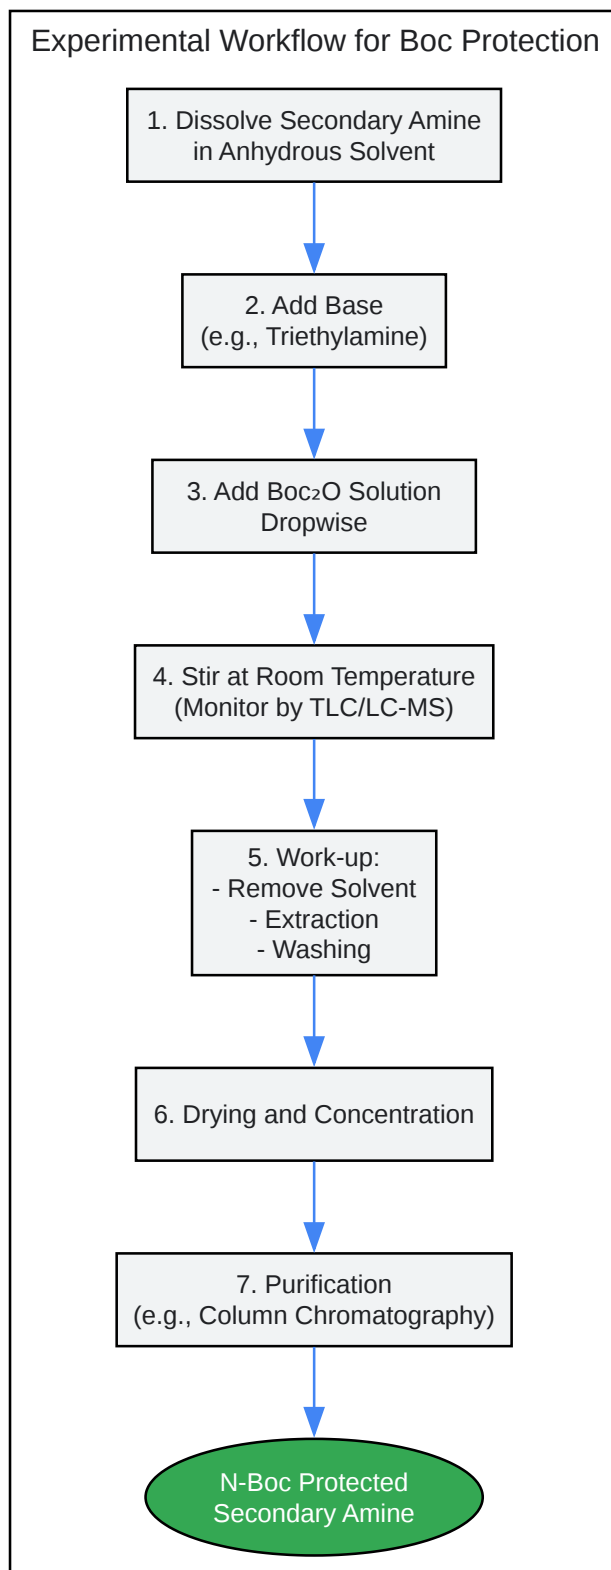 Experimental Workflow for Boc Protection
1. Dissolve Secondary Amine
in Anhydrous Solvent
2. Add Base
(e.g., Triethylamine)
3. Add Boc₂O Solution
Dropwise
4. Stir at Room Temperature
(Monitor by TLC/LC-MS)
5. Work-up:
- Remove Solvent
- Extraction
- Washing
6. Drying and Concentration
7. Purification
(e.g., Column Chromatography)
N-Boc Protected
Secondary Amine